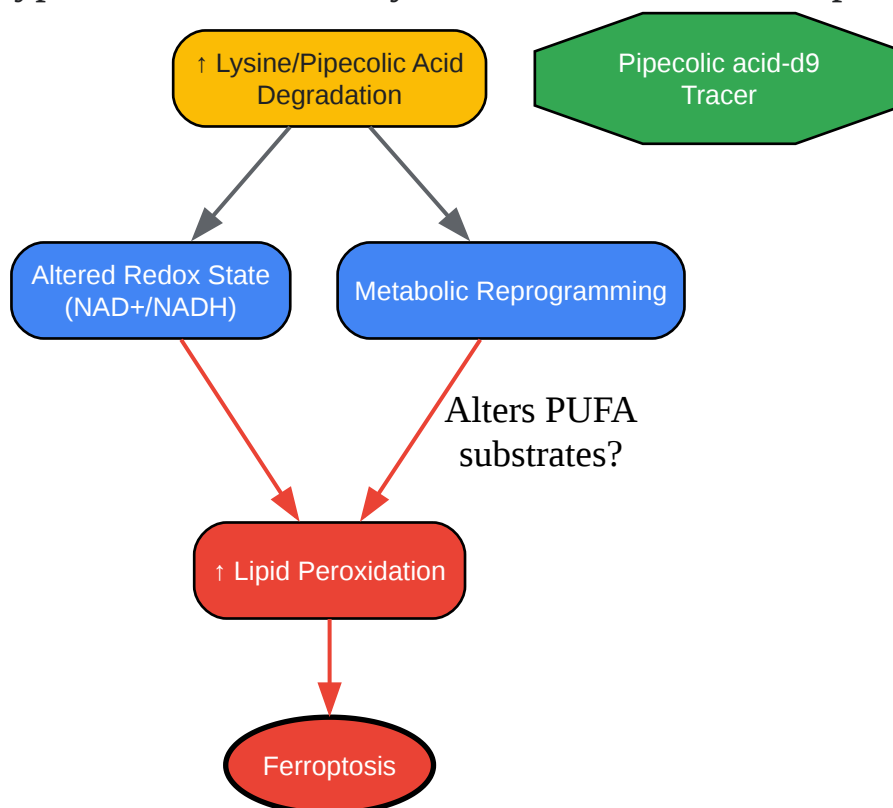 ↑ Lysine/Pipecolic Acid
Degradation
Pipecolic acid-d9
Tracer
Altered Redox State
(NAD+/NADH)
Metabolic Reprogramming
Alters PUFA
substrates?
↑ Lipid Peroxidation
Ferroptosis